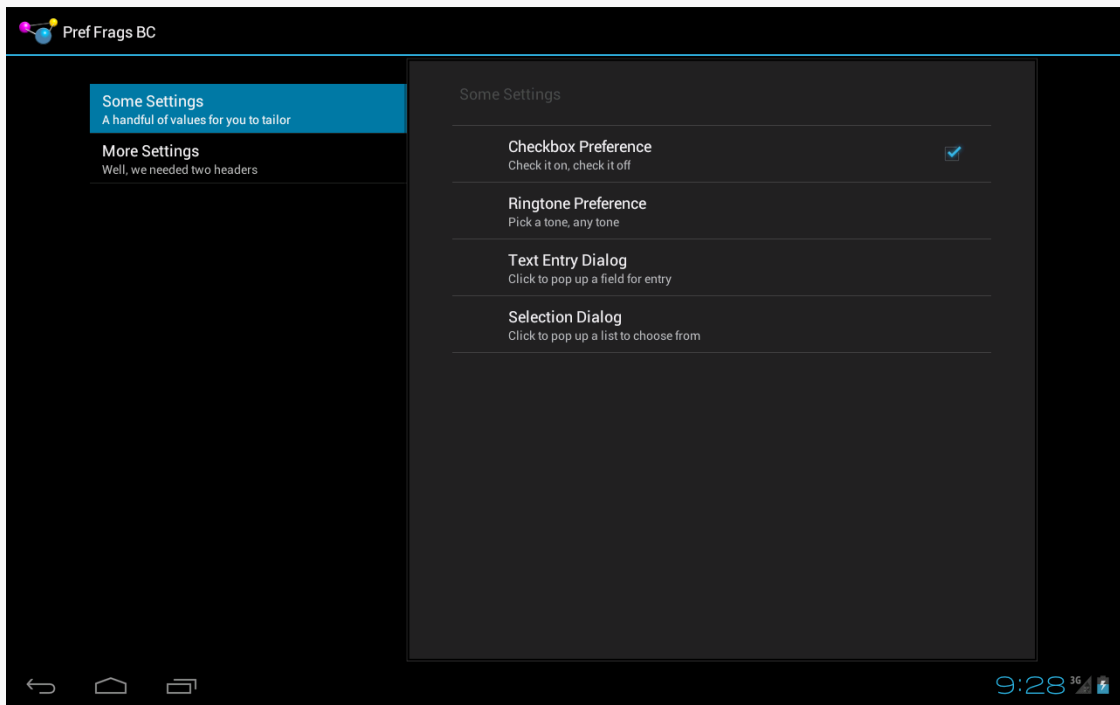 Pref Frags BC
Some Settings
A handful of values for you to tailor
More Settings
Well, we needed two headers
Some Settings
Checkbox Preference
Check it on, check it off
Ringtone Preference
Pick a tone, any tone
Text Entry Dialog
Click to pop up a field for entry
Selection Dialog
Click to pop up a list to choose from
9:28 3G